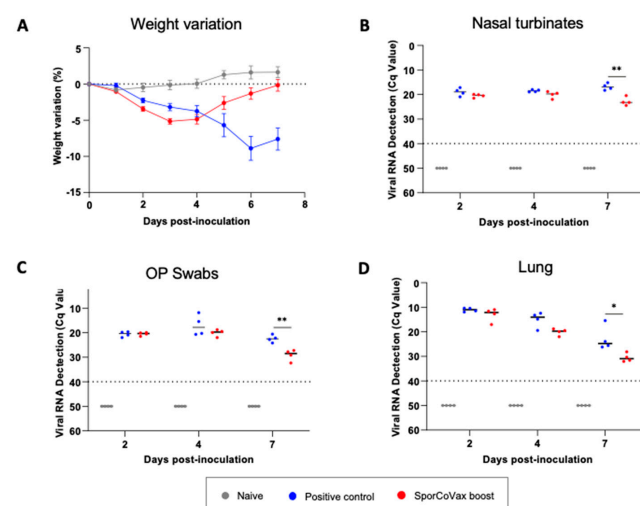 A
Weight variation
Weight variation (%)
5
0
-5
-10
-15
0
2
4
6
8
Days post-inoculation
B
Nasal turbinates
Viral RNA Dectection (Cq Value)
0
10
20
30
40
50
60
**
2
4
7
Days post-inoculation
C
OP Swabs
Viral RNA Dectection (Cq Valu
10
20
30
40
50
60
**
2
4
7
Days post-inoculation
D
Lung
Viral RNA Dectection (Cq Value)
0
10
20
30
40
50
60
*
2
4
7
Days post-inoculation
Naive
Positive control
SporCoVax boost